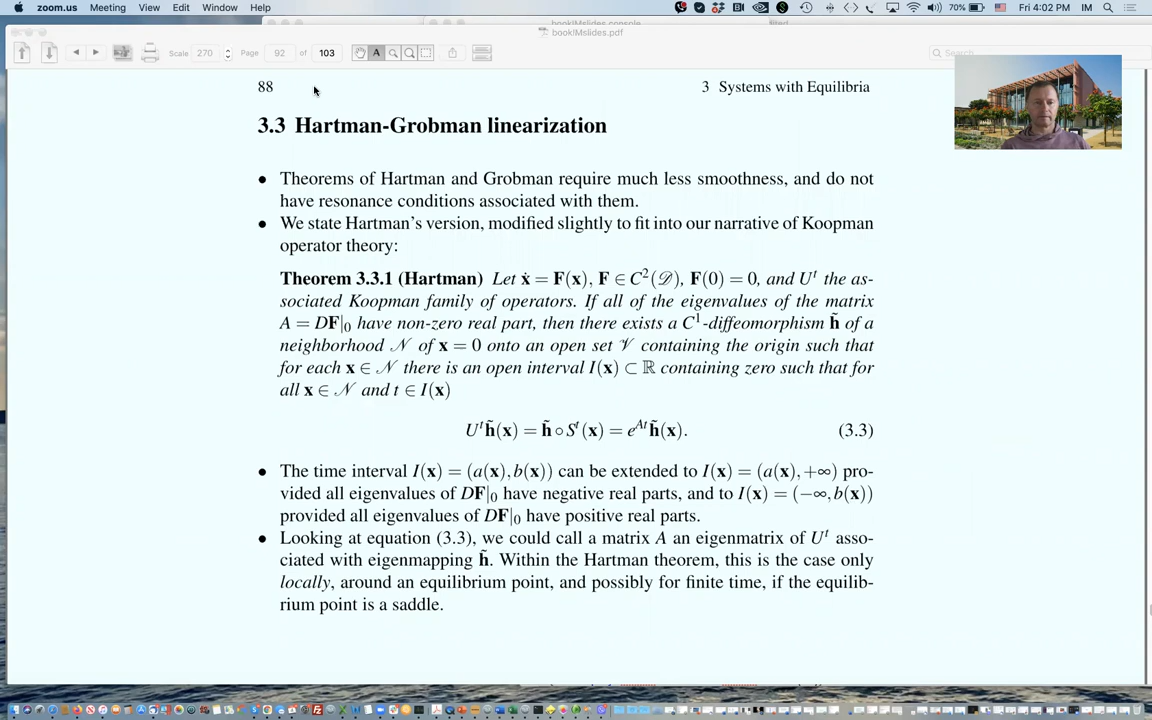 zoom.us Meeting View Edit Window Help 70% Fri 4:02 PM IM
book!Mslides.console
book!Mslides.pdf
Scale 270 Page 92 of 103 Search
88 3 Systems with Equilibria
3.3 Hartman-Grobman linearization
• Theorems of Hartman and Grobman require much less smoothness, and do not
have resonance conditions associated with them.
• We state Hartman's version, modified slightly to fit into our narrative of Koopman
operator theory:
Theorem 3.3.1 (Hartman) Let ẋ = F(x), F ∈ C²(𝒟), F(0) = 0, and Uᵗ the as-
sociated Koopman family of operators. If all of the eigenvalues of the matrix
A = DF|₀ have non-zero real part, then there exists a C¹-diffeomorphism h̃ of a
neighborhood 𝒩 of x = 0 onto an open set 𝒱 containing the origin such that
for each x ∈ 𝒩 there is an open interval I(x) ⊂ ℝ containing zero such that for
all x ∈ 𝒩 and t ∈ I(x)
Uᵗh̃(x) = h̃ ∘ Sᵗ(x) = eᴬᵗh̃(x). (3.3)
• The time interval I(x) = (a(x), b(x)) can be extended to I(x) = (a(x), +∞) pro-
vided all eigenvalues of DF|₀ have negative real parts, and to I(x) = (−∞, b(x))
provided all eigenvalues of DF|₀ have positive real parts.
• Looking at equation (3.3), we could call a matrix A an eigenmatrix of Uᵗ asso-
ciated with eigenmapping h̃. Within the Hartman theorem, this is the case only
locally, around an equilibrium point, and possibly for finite time, if the equilib-
rium point is a saddle.